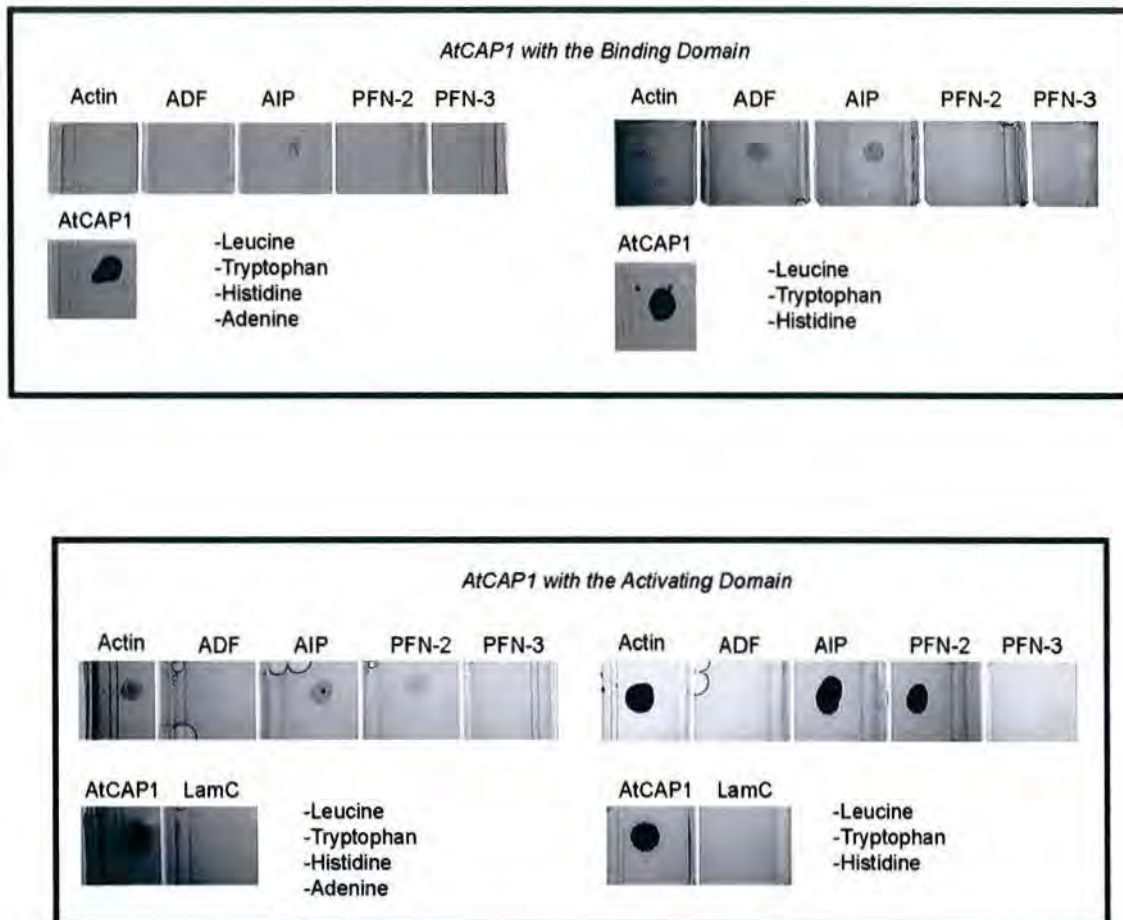 AtCAP1 with the Binding Domain
Actin ADF AIP PFN-2 PFN-3
AtCAP1
-Leucine
-Tryptophan
-Histidine
-Adenine
Actin ADF AIP PFN-2 PFN-3
AtCAP1
-Leucine
-Tryptophan
-Histidine
AtCAP1 with the Activating Domain
Actin ADF AIP PFN-2 PFN-3
AtCAP1 LamC
-Leucine
-Tryptophan
-Histidine
-Adenine
Actin ADF AIP PFN-2 PFN-3
AtCAP1 LamC
-Leucine
-Tryptophan
-Histidine